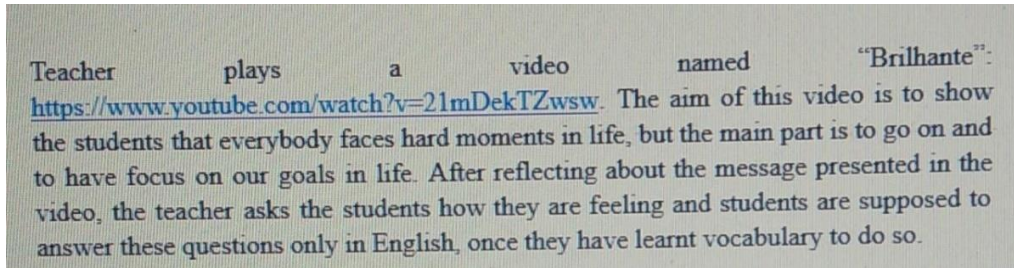 Teacher plays a video named “Brilhante”:
https://www.youtube.com/watch?v=21mDekTZwsw. The aim of this video is to show
the students that everybody faces hard moments in life, but the main part is to go on and
to have focus on our goals in life. After reflecting about the message presented in the
video, the teacher asks the students how they are feeling and students are supposed to
answer these questions only in English, once they have learnt vocabulary to do so.